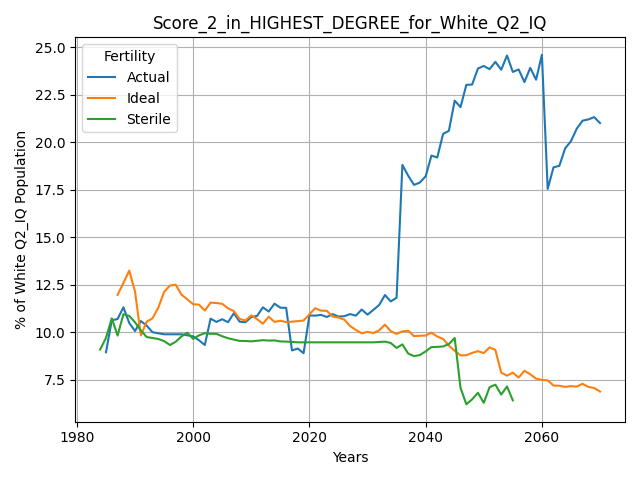 Score_2_in_HIGHEST_DEGREE_for_White_Q2_IQ
25.0
22.5
20.0
17.5
15.0
12.5
10.0
7.5
% of White Q2_IQ Population
Fertility
Actual
Ideal
Sterile
1980
2000
2020
2040
2060
Years